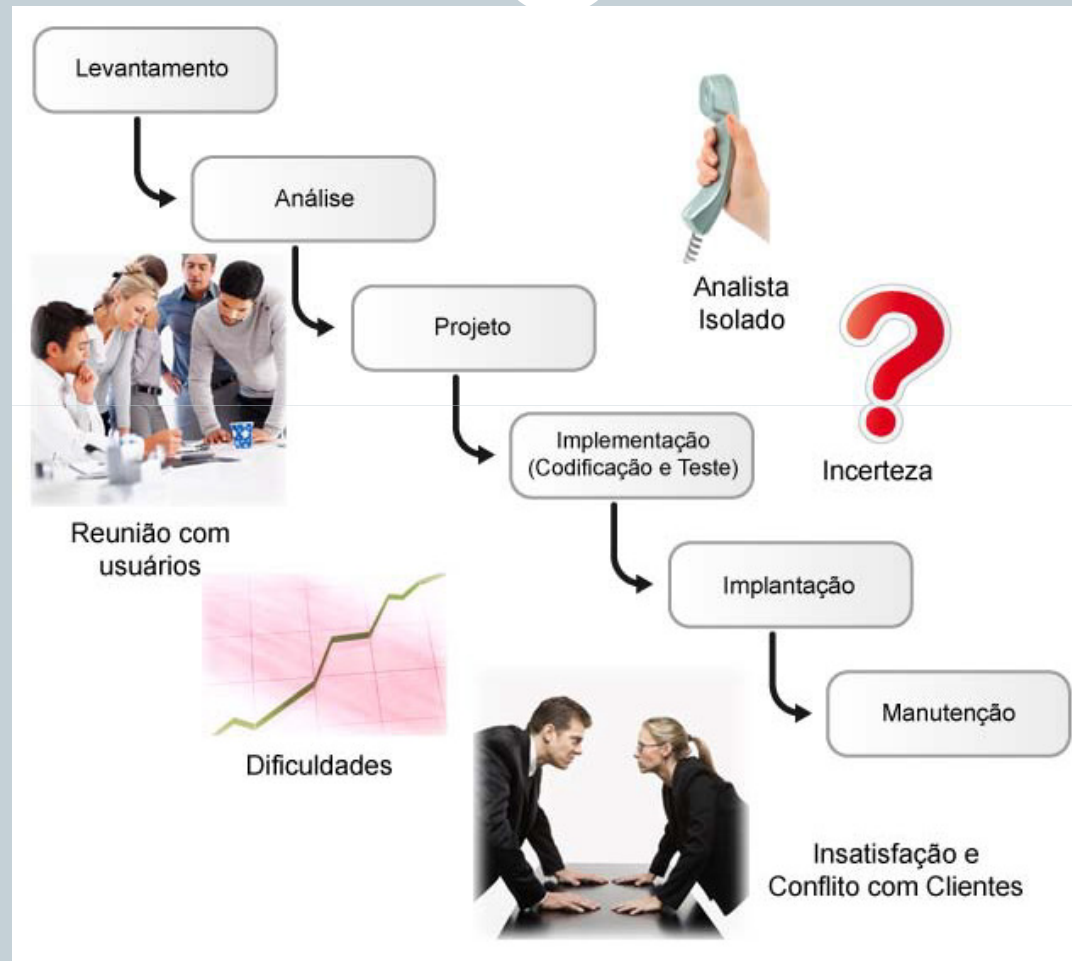 Levantamento
Análise
Projeto
Analista
Isolado
Implementação
(Codificação e Teste)
Incerteza
Reunião com
usuários
Implantação
Dificuldades
Manutenção
Insatisfação e
Conflito com Clientes